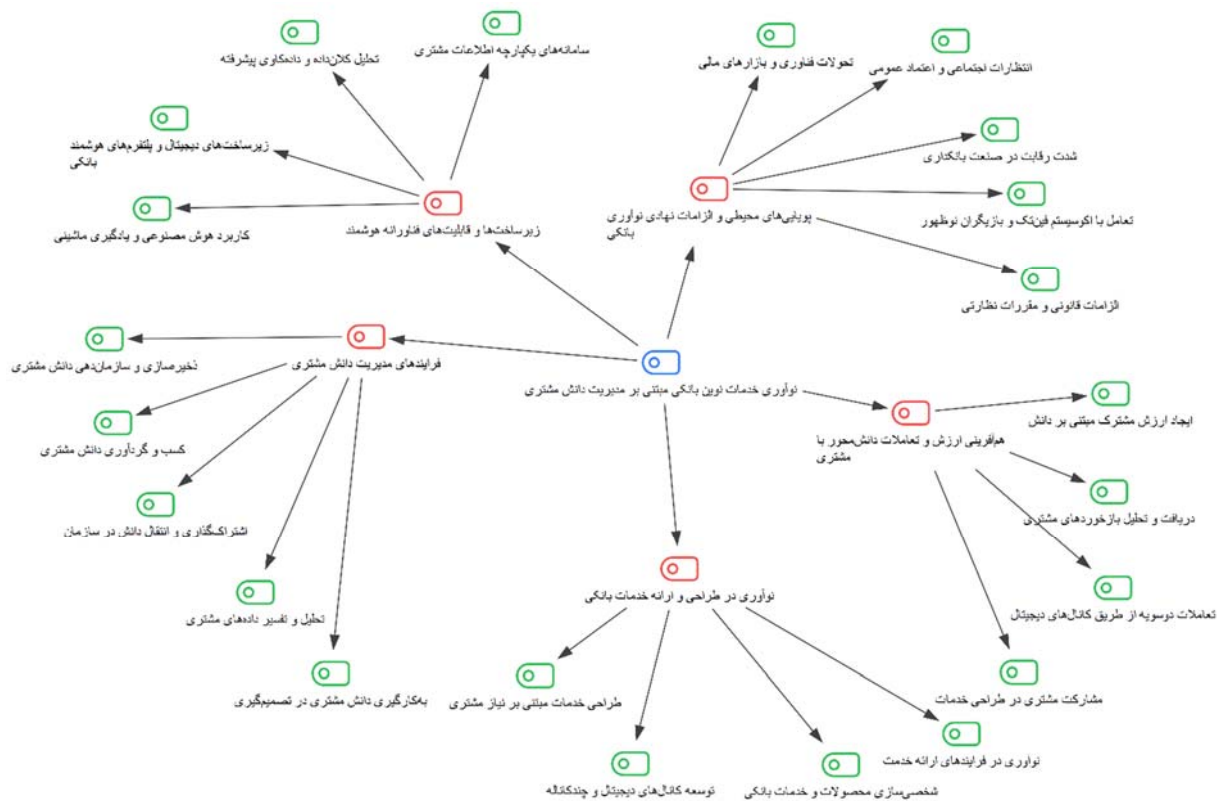 سامانه‌های یکپارچه اطلاعات مشتری
تحلیل کلان‌داده و داده‌کاوی پیشرفته
زیرساخت‌های دیجیتال و پلتفرم‌های هوشمند
بانکی
کاربرد هوش مصنوعی و یادگیری ماشینی
زیرساخت‌ها و قابلیت‌های فناورانه هوشمند
انتظارات اجتماعی و اعتماد عمومی
تحولات فناوری و بازارهای مالی
شدت رقابت در صنعت بانکداری
تعامل با اکوسیستم فین‌تک و بازیگران نوظهور
الزامات قانونی و مقررات نظارتی
پویایی‌های محیطی و الزامات نهادی نوآوری
بانکی
نوآوری خدمات نوین بانکی مبتنی بر مدیریت دانش مشتری
فرایندهای مدیریت دانش مشتری
ذخیره‌سازی و سازمان‌دهی دانش مشتری
کسب و گردآوری دانش مشتری
اشتراک‌گذاری و انتقال دانش در سازمان
تحلیل و تفسیر داده‌های مشتری
به‌کارگیری دانش مشتری در تصمیم‌گیری
هم‌آفرینی ارزش و تعاملات دانش‌محور با
مشتری
ایجاد ارزش مشترک مبتنی بر دانش
دریافت و تحلیل بازخوردهای مشتری
تعاملات دوسویه از طریق کانال‌های دیجیتال
مشارکت مشتری در طراحی خدمات
نوآوری در طراحی و ارائه خدمات بانکی
طراحی خدمات مبتنی بر نیاز مشتری
توسعه کانال‌های دیجیتال و چندکاناله
شخصی‌سازی محصولات و خدمات بانکی
نوآوری در فرایندهای ارائه خدمت